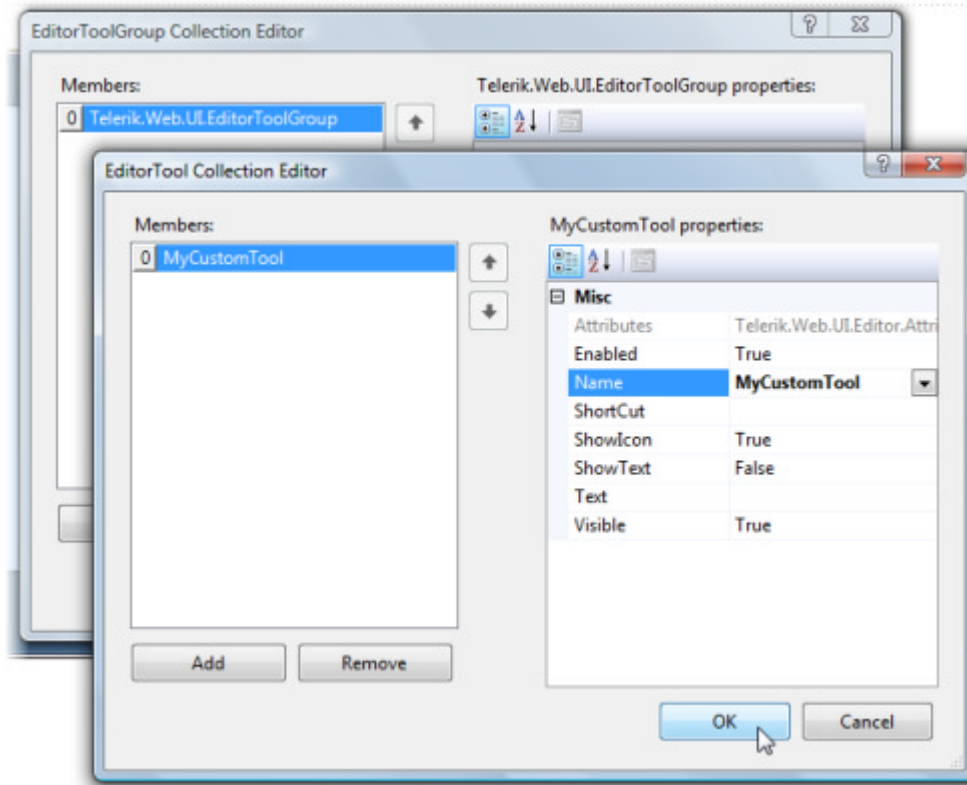 EditorToolGroup Collection Editor
Members:
Telerik.Web.UI.EditorToolGroup properties:
0 Telerik.Web.UI.EditorToolGroup
EditorTool Collection Editor
Members:
MyCustomTool properties:
0 MyCustomTool
Misc
Attributes Telerik.Web.UI.Editor.Attri
Enabled True
Name MyCustomTool
ShortCut
ShowIcon True
ShowText False
Text
Visible True
Add Remove
OK Cancel